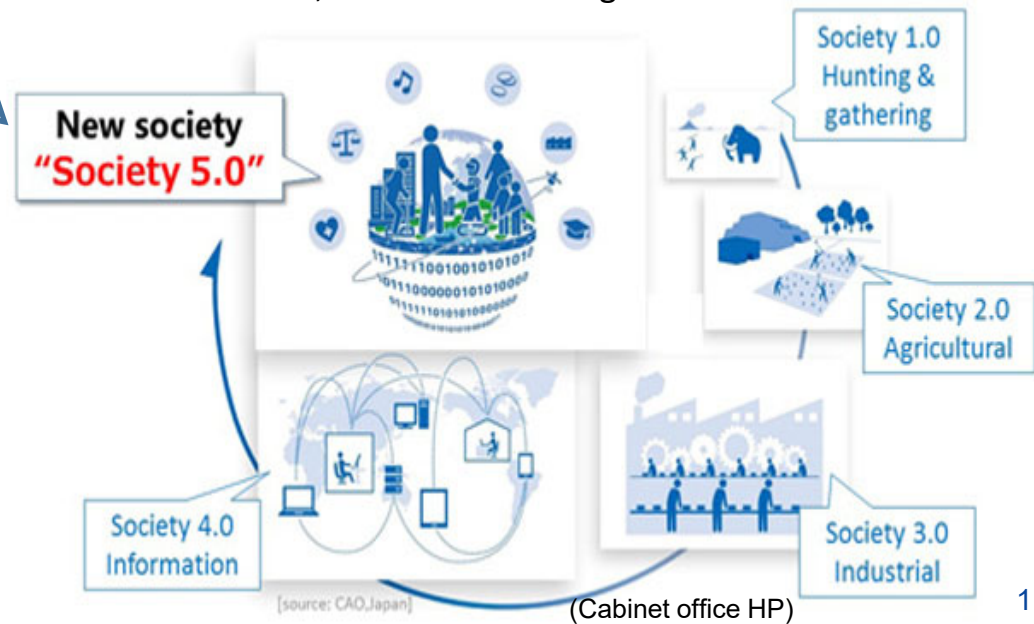 Society 1.0
Hunting &
gathering
New society
“Society 5.0”
Society 2.0
Agricultural
Society 4.0
Information
Society 3.0
Industrial
[source: CAO,Japan]
(Cabinet office HP)
1